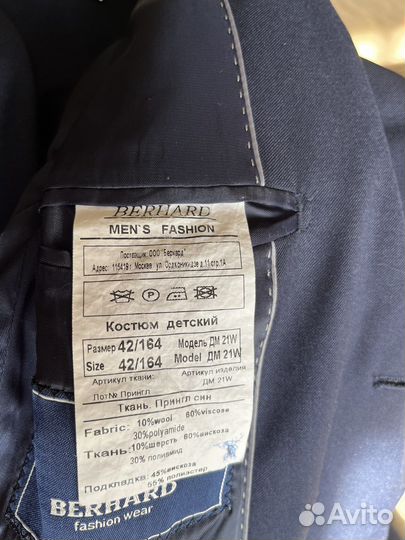 BERHARD
MEN'S FASHION
Поставщик: ООО "Берхард"
Адрес: 115419 г. Москва ул. Орджоникидзе д.11 стр.1А
P
Костюм детский
Размер 42/164 Модель ДМ 21W
Size 42/164 Model ДМ 21W
Артикул ткани: Артикул изделия
Лот№ Прингл ДМ 21W
Ткань. Прингл син
Fabric: 10%wool 60%viscose
30%polyamide
Ткань: 10%шерсть 60%вискоза
30% полиамид
Подкладка: 45%вискоза
55% полиэстер
BERHARD
fashion wear
Avito